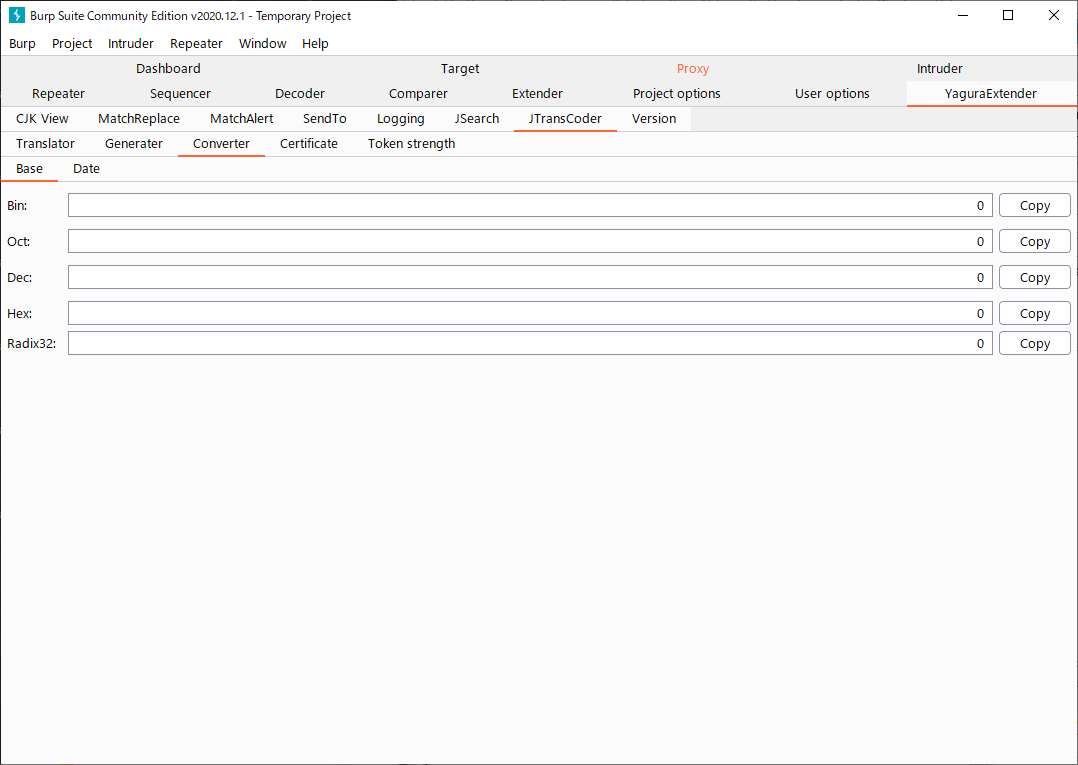 Burp Suite Community Edition v2020.12.1 - Temporary Project
Burp Project Intruder Repeater Window Help
Dashboard Target Proxy Intruder
Repeater Sequencer Decoder Comparer Extender Project options User options YaguraExtender
CJK View MatchReplace MatchAlert SendTo Logging JSearch JTransCoder Version
Translator Generater Converter Certificate Token strength
Base Date
Bin: 0 Copy
Oct: 0 Copy
Dec: 0 Copy
Hex: 0 Copy
Radix32: 0 Copy